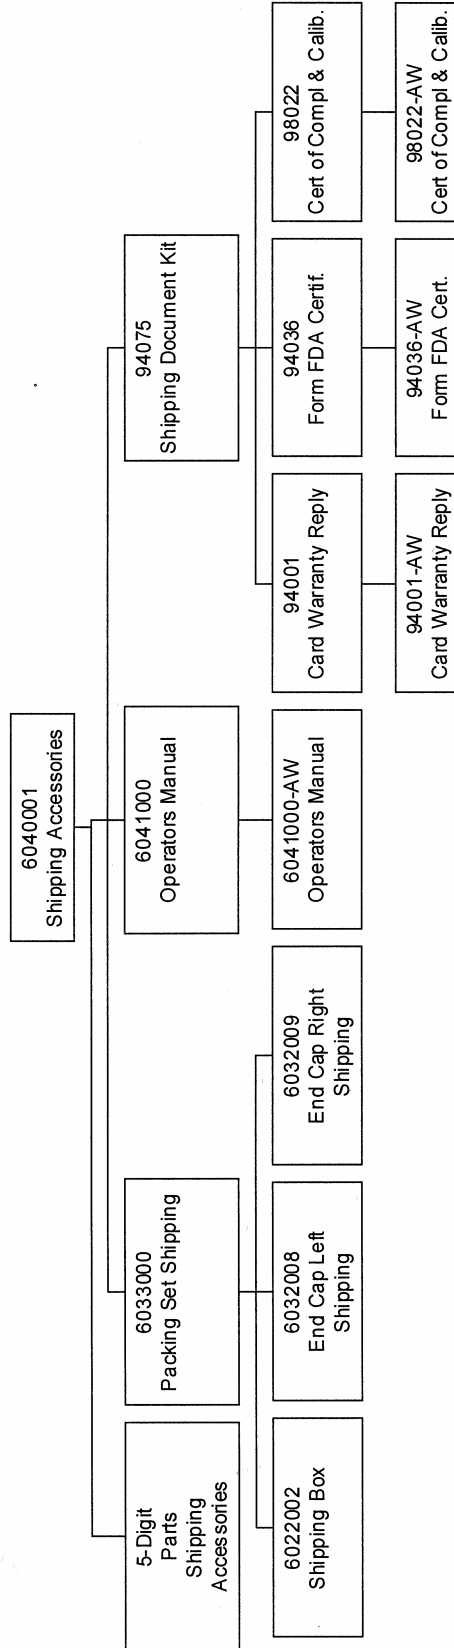 6040001
Shipping Accessories
5-Digit
Parts
Shipping
Accessories
6033000
Packing Set Shipping
6041000
Operators Manual
94075
Shipping Document Kit
6022002
Shipping Box
6032008
End Cap Left
Shipping
6032009
End Cap Right
Shipping
6041000-AW
Operators Manual
94001
Card Warranty Reply
94036
Form FDA Certif.
98022
Cert of Compl & Calib.
94001-AW
Card Warranty Reply
94036-AW
Form FDA Cert.
98022-AW
Cert of Compl & Calib.